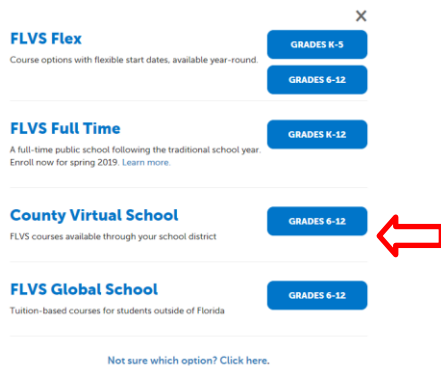 FLVS Flex
GRADES K-5
Course options with flexible start dates, available year-round.
GRADES 6-12
FLVS Full Time
GRADES K-12
A full-time public school following the traditional school year.
Enroll now for spring 2019. Learn more.
County Virtual School
GRADES 6-12
FLVS courses available through your school district
FLVS Global School
GRADES 6-12
Tuition-based courses for students outside of Florida
Not sure which option? Click here.